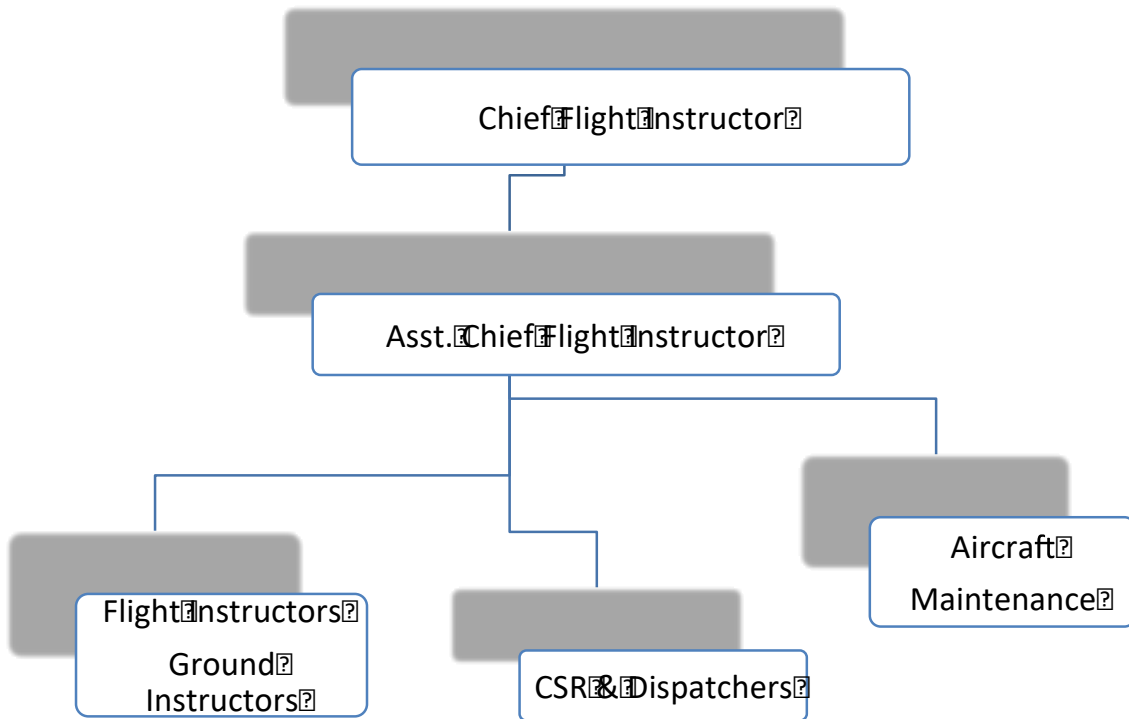 Chief Flight Instructor
Asst. Chief Flight Instructor
Aircraft
Maintenance
Flight Instructors
Ground
Instructors
CSR & Dispatchers